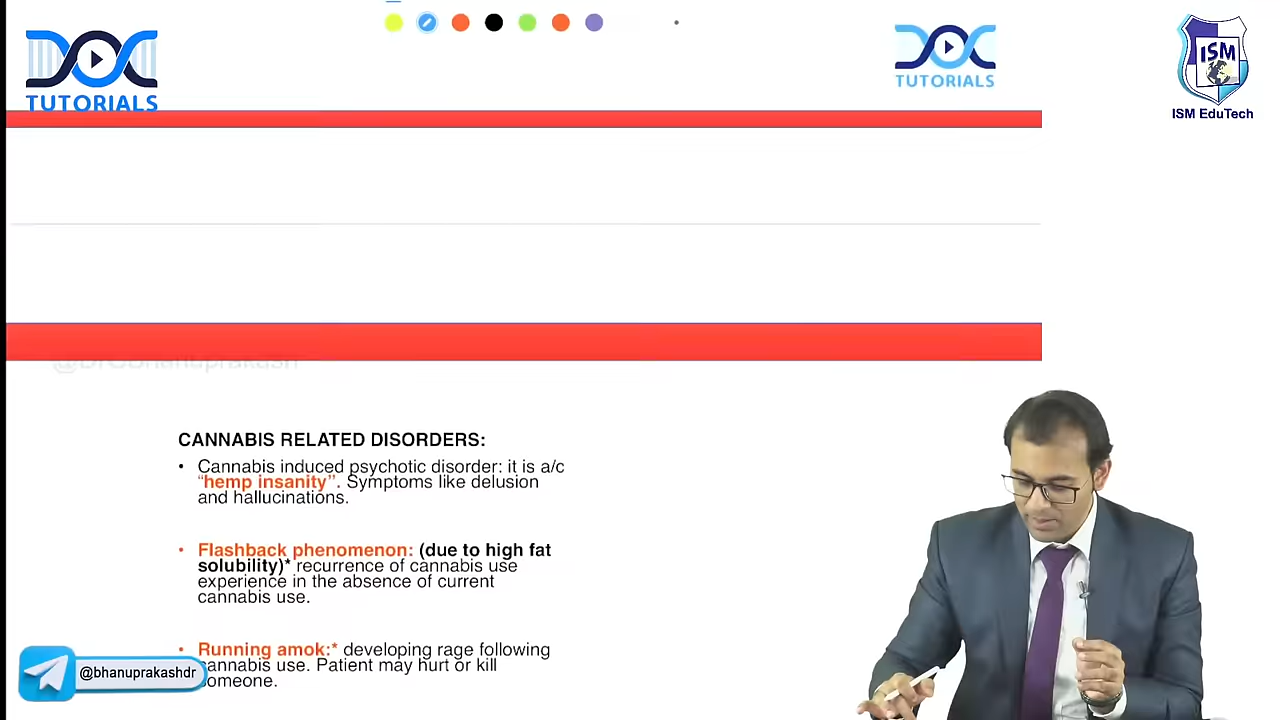 TUTORIALS
TUTORIALS
ISM
ISM EduTech
CANNABIS RELATED DISORDERS:
• Cannabis induced psychotic disorder: it is a/c
"hemp insanity". Symptoms like delusion
and hallucinations.
• Flashback phenomenon: (due to high fat
solubility)* recurrence of cannabis use
experience in the absence of current
cannabis use.
• Running amok:* developing rage following
cannabis use. Patient may hurt or kill
someone.
@bhanuprakashdr